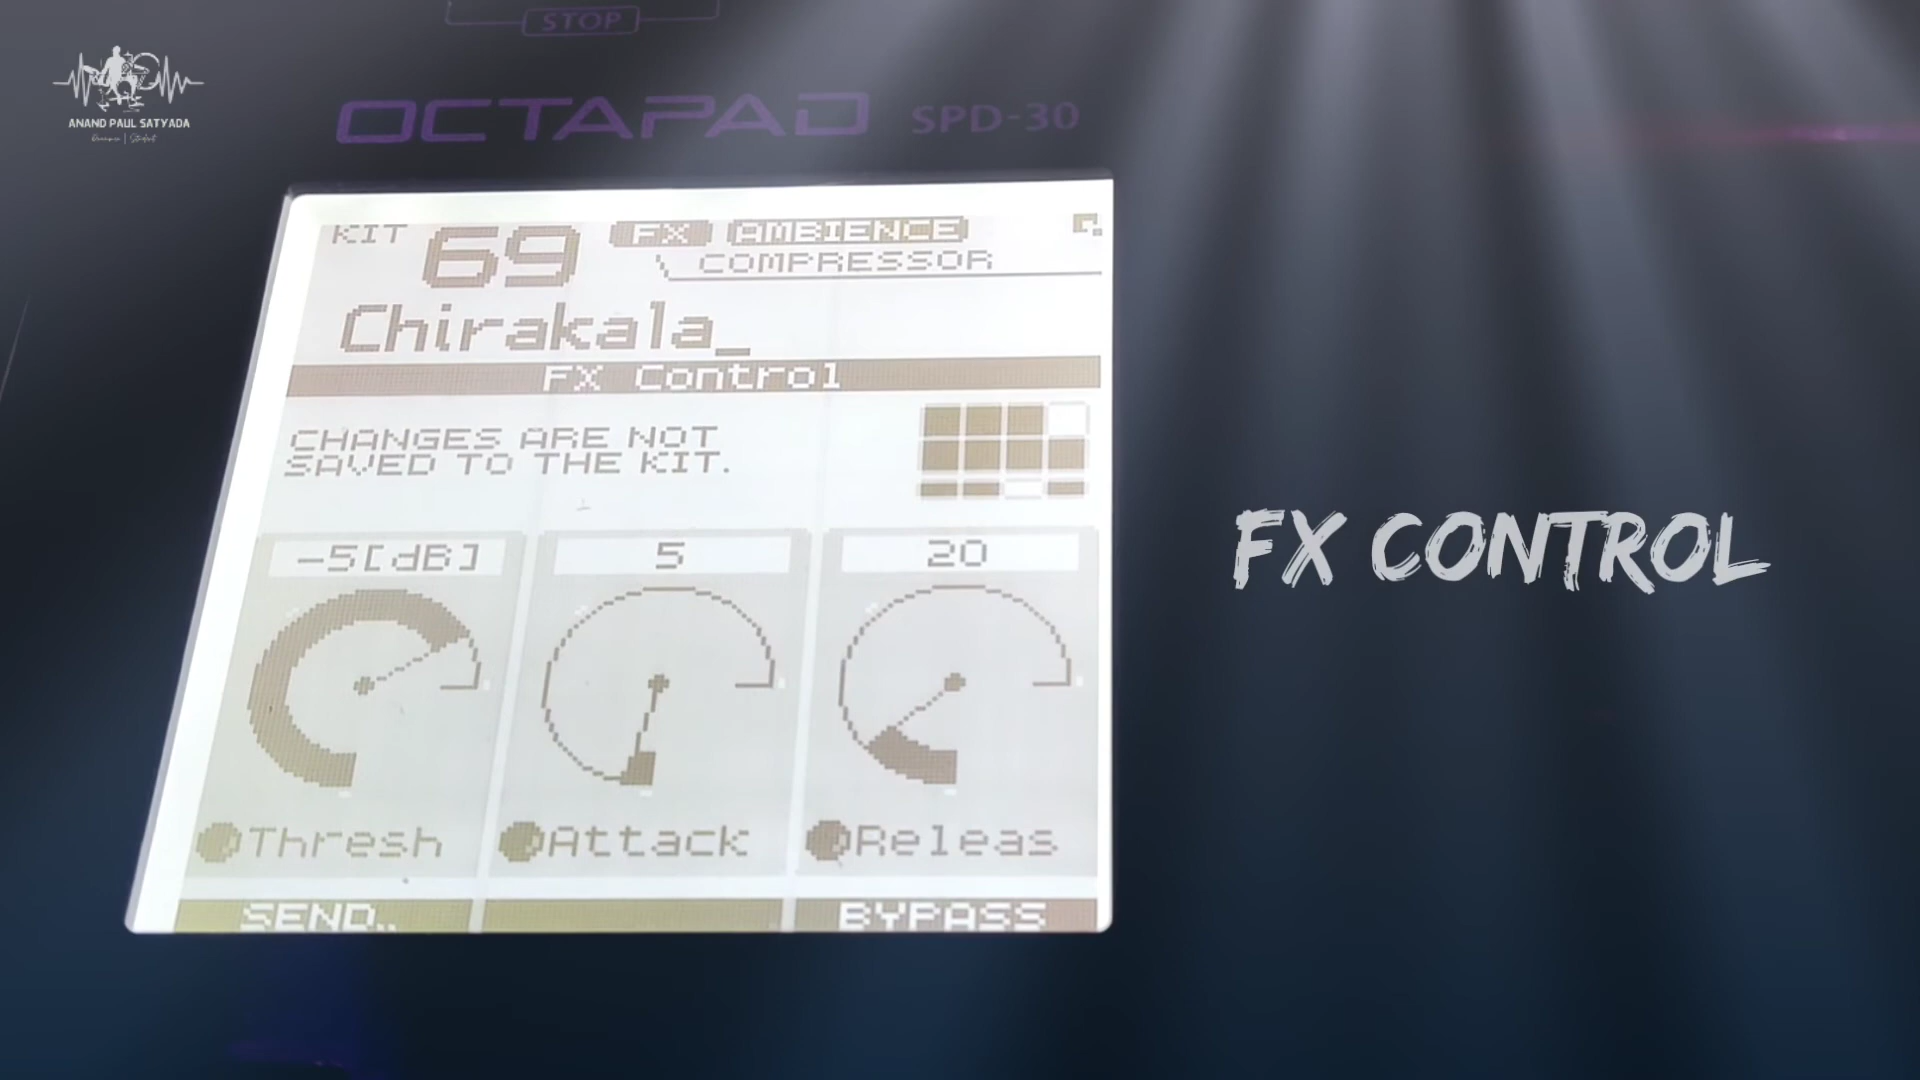 STOP
ANAND PAUL SATYADA
OCTAPAD SPD-30
KIT 69 FX AMBIENCE
COMPRESSOR
Chirakala_
FX Control
CHANGES ARE NOT
SAVED TO THE KIT.
-5[dB] 5 20
Thresh Attack Releas
SEND.. BYPASS
FX CONTROL